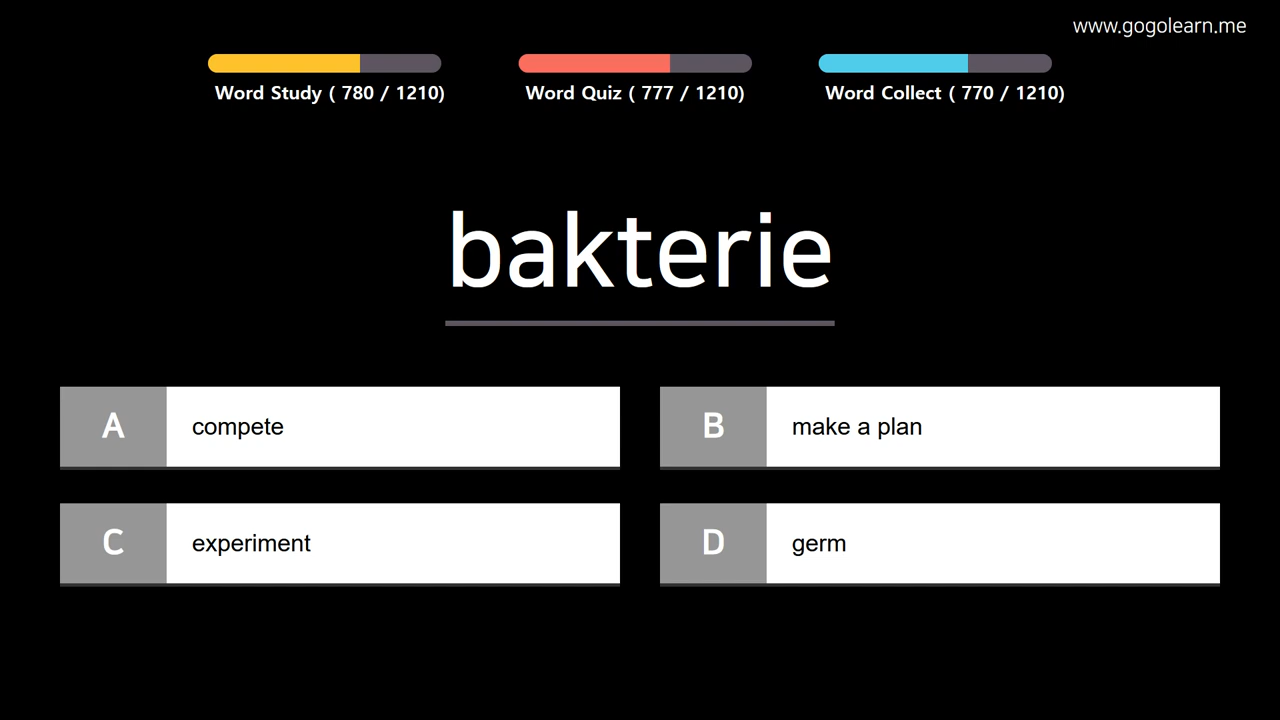 www.gogolearn.me
Word Study ( 780 / 1210)
Word Quiz ( 777 / 1210)
Word Collect ( 770 / 1210)
bakterie
A
compete
B
make a plan
C
experiment
D
germ